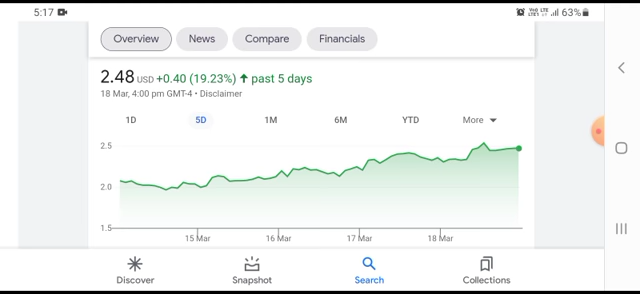 5:17
63%
Overview News Compare Financials
2.48 USD +0.40 (19.23%) ↑ past 5 days
18 Mar, 4:00 pm GMT-4 • Disclaimer
1D 5D 1M 6M YTD More
2.5
2.0
1.5
15 Mar 16 Mar 17 Mar 18 Mar
Discover Snapshot Search Collections